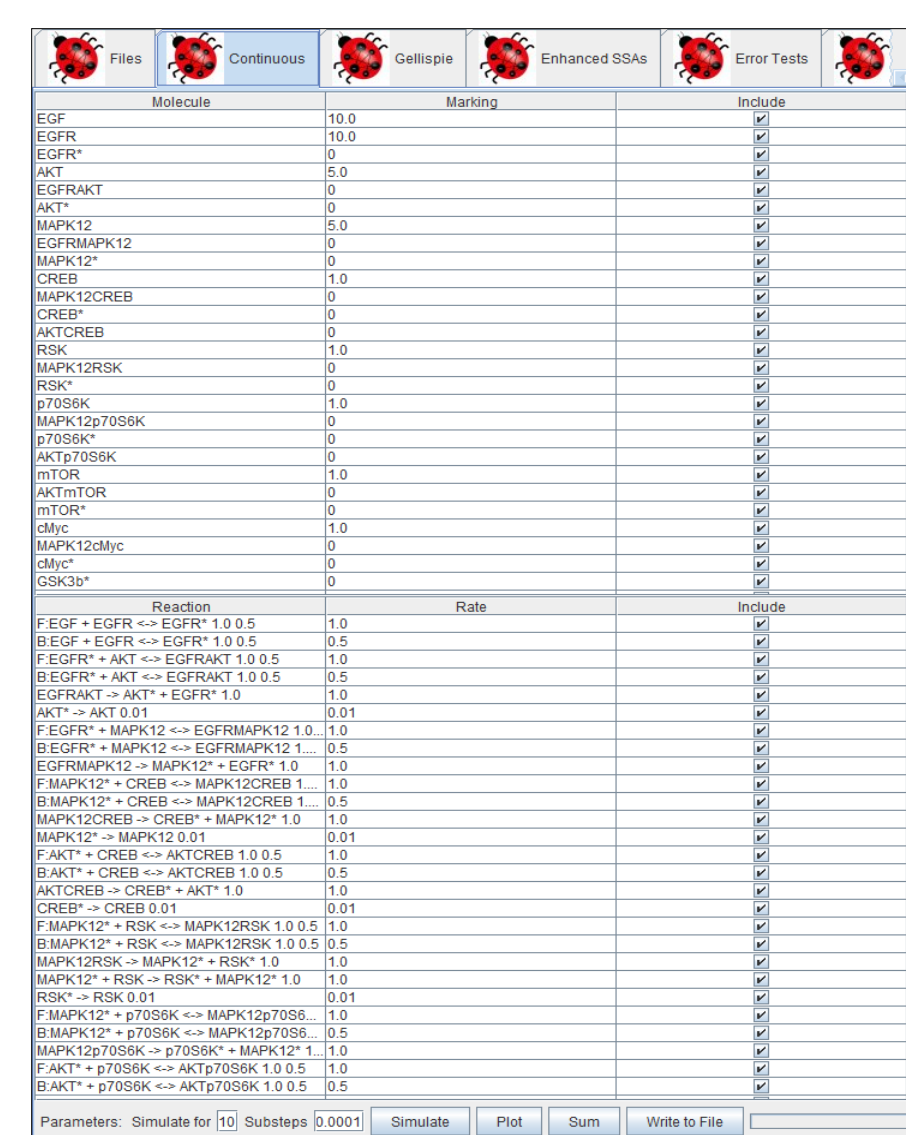 Files Continuous Gellispie Enhanced SSAs Error Tests
Molecule Marking Include
EGF 10.0
EGFR 10.0
EGFR* 0
AKT 5.0
EGFRAKT 0
AKT* 0
MAPK12 5.0
EGFRMAPK12 0
MAPK12* 0
CREB 1.0
MAPK12CREB 0
CREB* 0
AKTCREB 0
RSK 1.0
MAPK12RSK 0
RSK* 0
p70S6K 1.0
MAPK12p70S6K 0
p70S6K* 0
AKTp70S6K 0
mTOR 1.0
AKTmTOR 0
mTOR* 0
cMyc 1.0
MAPK12cMyc 0
cMyc* 0
GSK3b* 0
Reaction Rate Include
F:EGF + EGFR <-> EGFR* 1.0 0.5 1.0
B:EGF + EGFR <-> EGFR* 1.0 0.5 0.5
F:EGFR* + AKT <-> EGFRAKT 1.0 0.5 1.0
B:EGFR* + AKT <-> EGFRAKT 1.0 0.5 0.5
EGFRAKT -> AKT* + EGFR* 1.0 1.0
AKT* -> AKT 0.01 0.01
F:EGFR* + MAPK12 <-> EGFRMAPK12 1.0... 1.0
B:EGFR* + MAPK12 <-> EGFRMAPK12 1.... 0.5
EGFRMAPK12 -> MAPK12* + EGFR* 1.0 1.0
F:MAPK12* + CREB <-> MAPK12CREB 1.... 1.0
B:MAPK12* + CREB <-> MAPK12CREB 1.... 0.5
MAPK12CREB -> CREB* + MAPK12* 1.0 1.0
MAPK12* -> MAPK12 0.01 0.01
F:AKT* + CREB <-> AKTCREB 1.0 0.5 1.0
B:AKT* + CREB <-> AKTCREB 1.0 0.5 0.5
AKTCREB -> CREB* + AKT* 1.0 1.0
CREB* -> CREB 0.01 0.01
F:MAPK12* + RSK <-> MAPK12RSK 1.0 0.5 1.0
B:MAPK12* + RSK <-> MAPK12RSK 1.0 0.5 0.5
MAPK12RSK -> MAPK12* + RSK* 1.0 1.0
MAPK12* + RSK -> RSK* + MAPK12* 1.0 1.0
RSK* -> RSK 0.01 0.01
F:MAPK12* + p70S6K <-> MAPK12p70S6... 1.0
B:MAPK12* + p70S6K <-> MAPK12p70S6... 0.5
MAPK12p70S6K -> p70S6K* + MAPK12* 1... 1.0
F:AKT* + p70S6K <-> AKTp70S6K 1.0 0.5 1.0
B:AKT* + p70S6K <-> AKTp70S6K 1.0 0.5 0.5
Parameters: Simulate for 10 Substeps 0.0001 Simulate Plot Sum Write to File